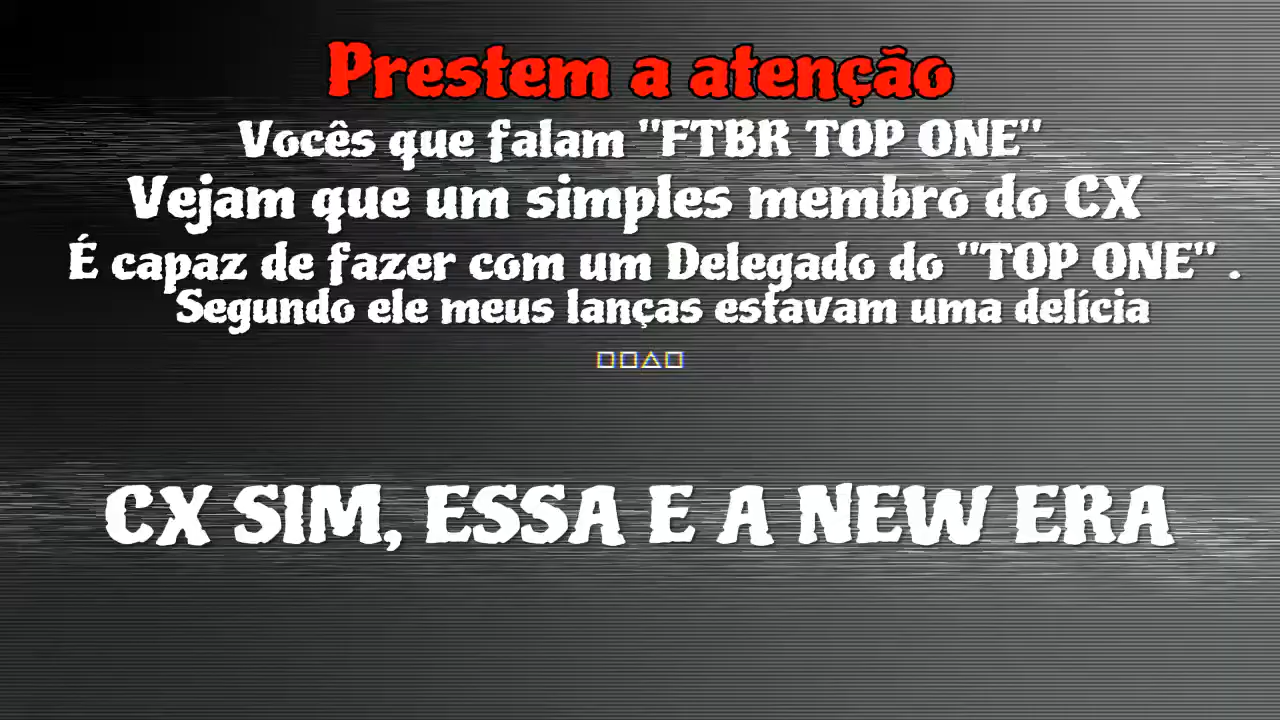 Prestem a atenção
Vocês que falam "FTBR TOP ONE"
Vejam que um simples membro do CX
É capaz de fazer com um Delegado do "TOP ONE" .
Segundo ele meus lanças estavam uma delícia
□□△□
CX SIM, ESSA E A NEW ERA